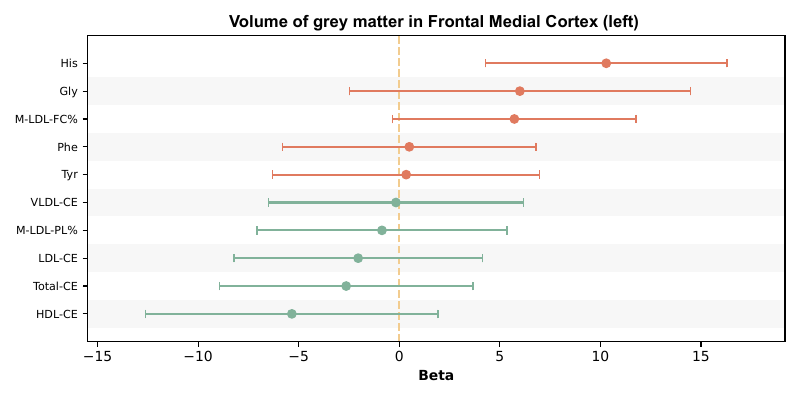 Volume of grey matter in Frontal Medial Cortex (left)
His
Gly
M-LDL-FC%
Phe
Tyr
VLDL-CE
M-LDL-PL%
LDL-CE
Total-CE
HDL-CE
−15 −10 −5 0 5 10 15
Beta